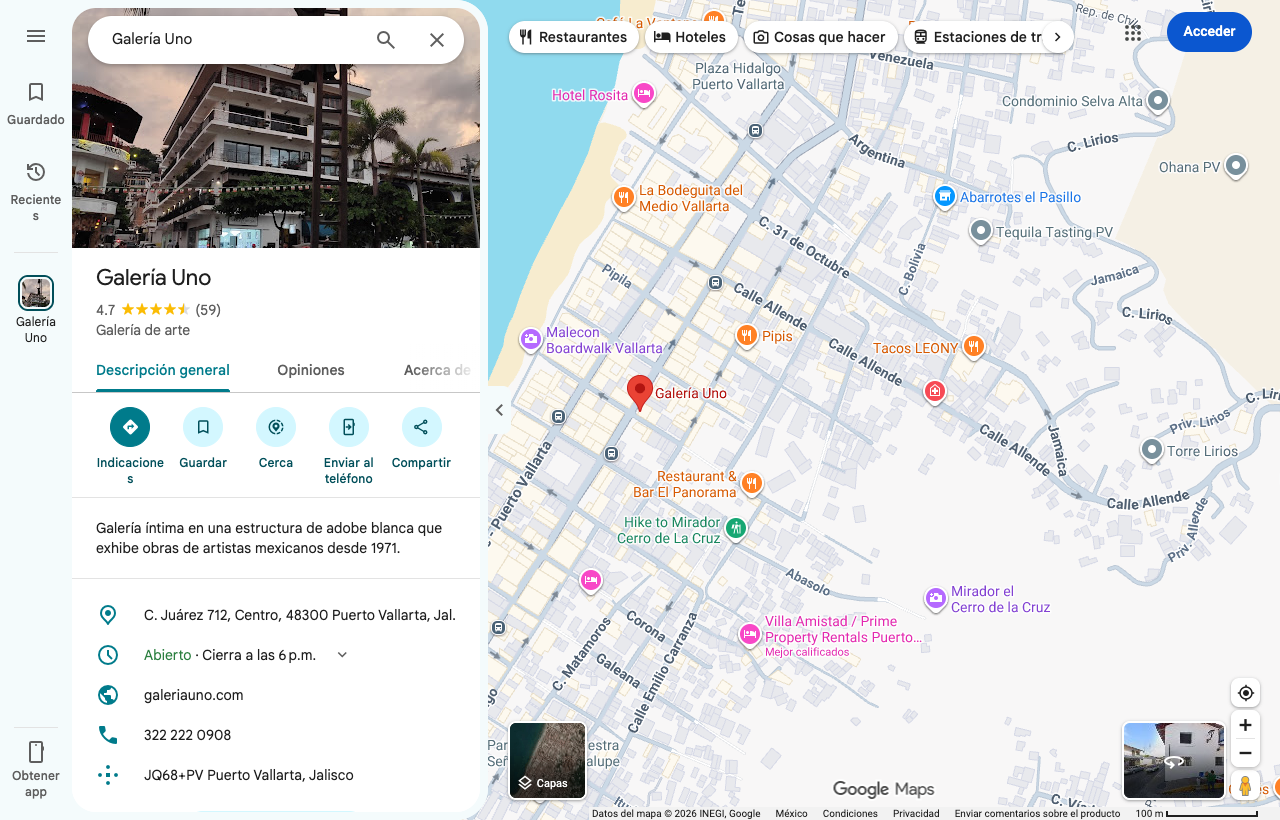 Galería Uno
Guardado
Reciente
s
Galería
Uno
Obtener
app
Galería Uno
4.7 (59)
Galería de arte
Descripción general
Opiniones
Acerca de
Indicacione
s
Guardar
Cerca
Enviar al
teléfono
Compartir
Galería íntima en una estructura de adobe blanca que
exhibe obras de artistas mexicanos desde 1971.
C. Juárez 712, Centro, 48300 Puerto Vallarta, Jal.
Abierto · Cierra a las 6 p.m.
galeriauno.com
322 222 0908
JQ68+PV Puerto Vallarta, Jalisco
Restaurantes
Hoteles
Cosas que hacer
Estaciones de tr
Acceder
Plaza Hidalgo
Puerto Vallarta
Venezuela
Hotel Rosita
Condominio Selva Alta
C. Lirios
Argentina
Ohana PV
La Bodeguita del
Medio Vallarta
Abarrotes el Pasillo
C. 31 de Octubre
Tequila Tasting PV
C. Bolivia
Pipila
Jamaica
Calle Allende
C. Lirios
Malecon
Boardwalk Vallarta
Pipis
Tacos LEONY
Calle Allende
Galería Uno
Priv. Lirios
Jamaica
Calle Allende
Torre Lirios
Puerto Vallarta
Restaurant &
Bar El Panorama
Calle Allende
Hike to Mirador
Cerro de La Cruz
Priv. Allende
Abasolo
Mirador el
Cerro de la Cruz
Villa Amistad / Prime
Property Rentals Puerto...
Mejor calificados
Corona
C. Matamoros
Galeana
Calle Emilio Carranza
Capas
Google Maps
Datos del mapa © 2026 INEGI, Google
México
Condiciones
Privacidad
Enviar comentarios sobre el producto
100 m